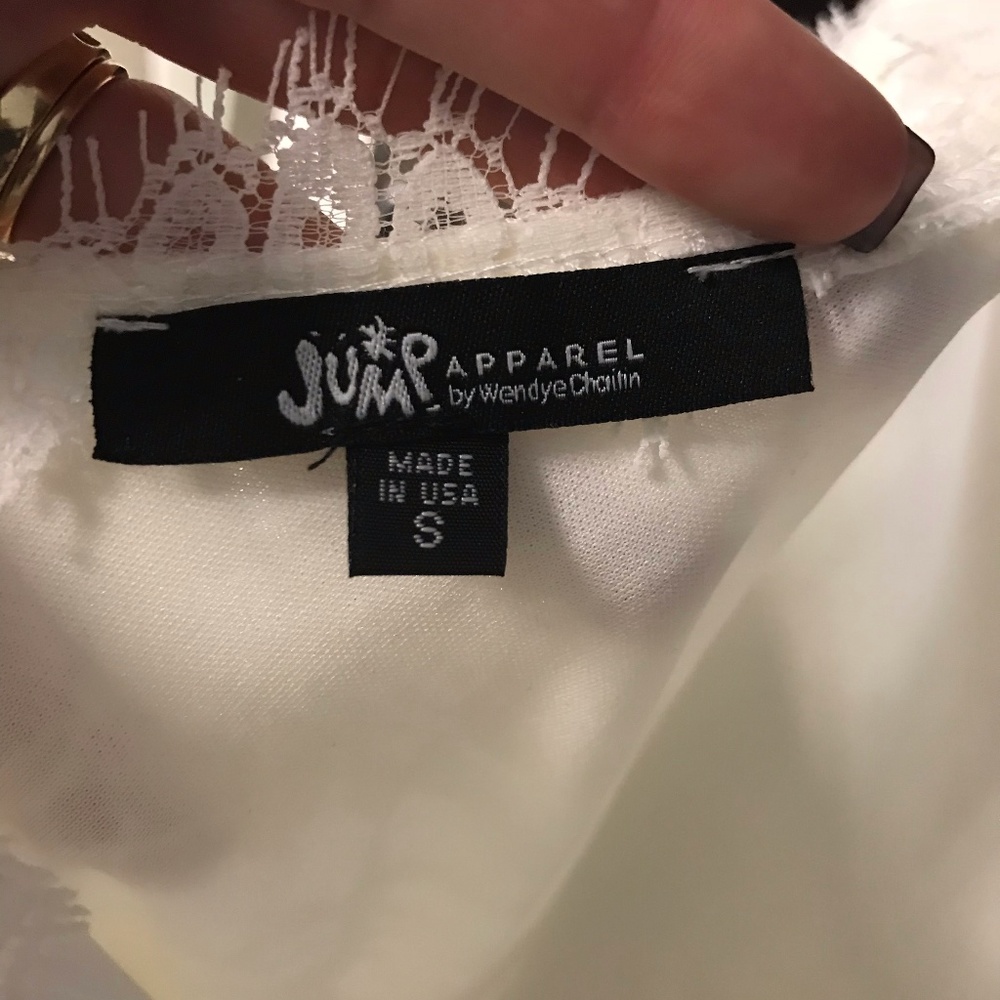 JUMP APPAREL
by Wendye Chaitin
MADE
IN USA
S